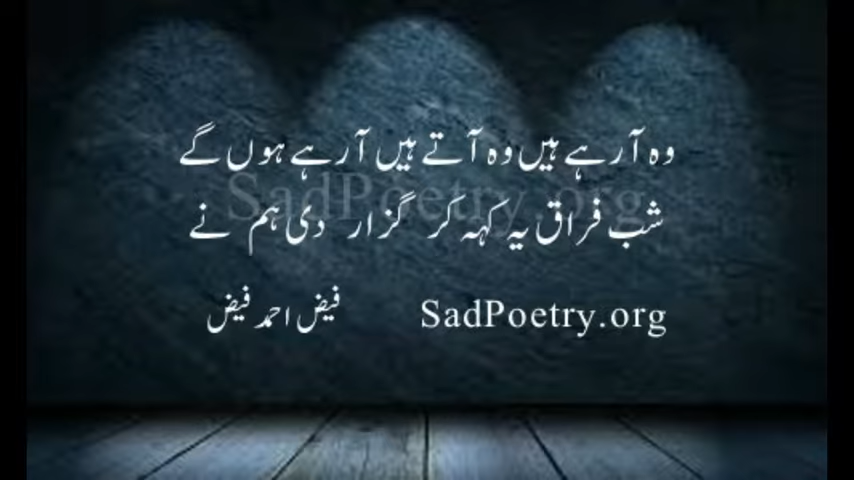 وہ آ رہے ہیں وہ آتے ہیں آ رہے ہوں گے
SadPoetry.org
شب فراق یہ کہہ کر گزار دی ہم نے
فیض احمد فیض SadPoetry.org